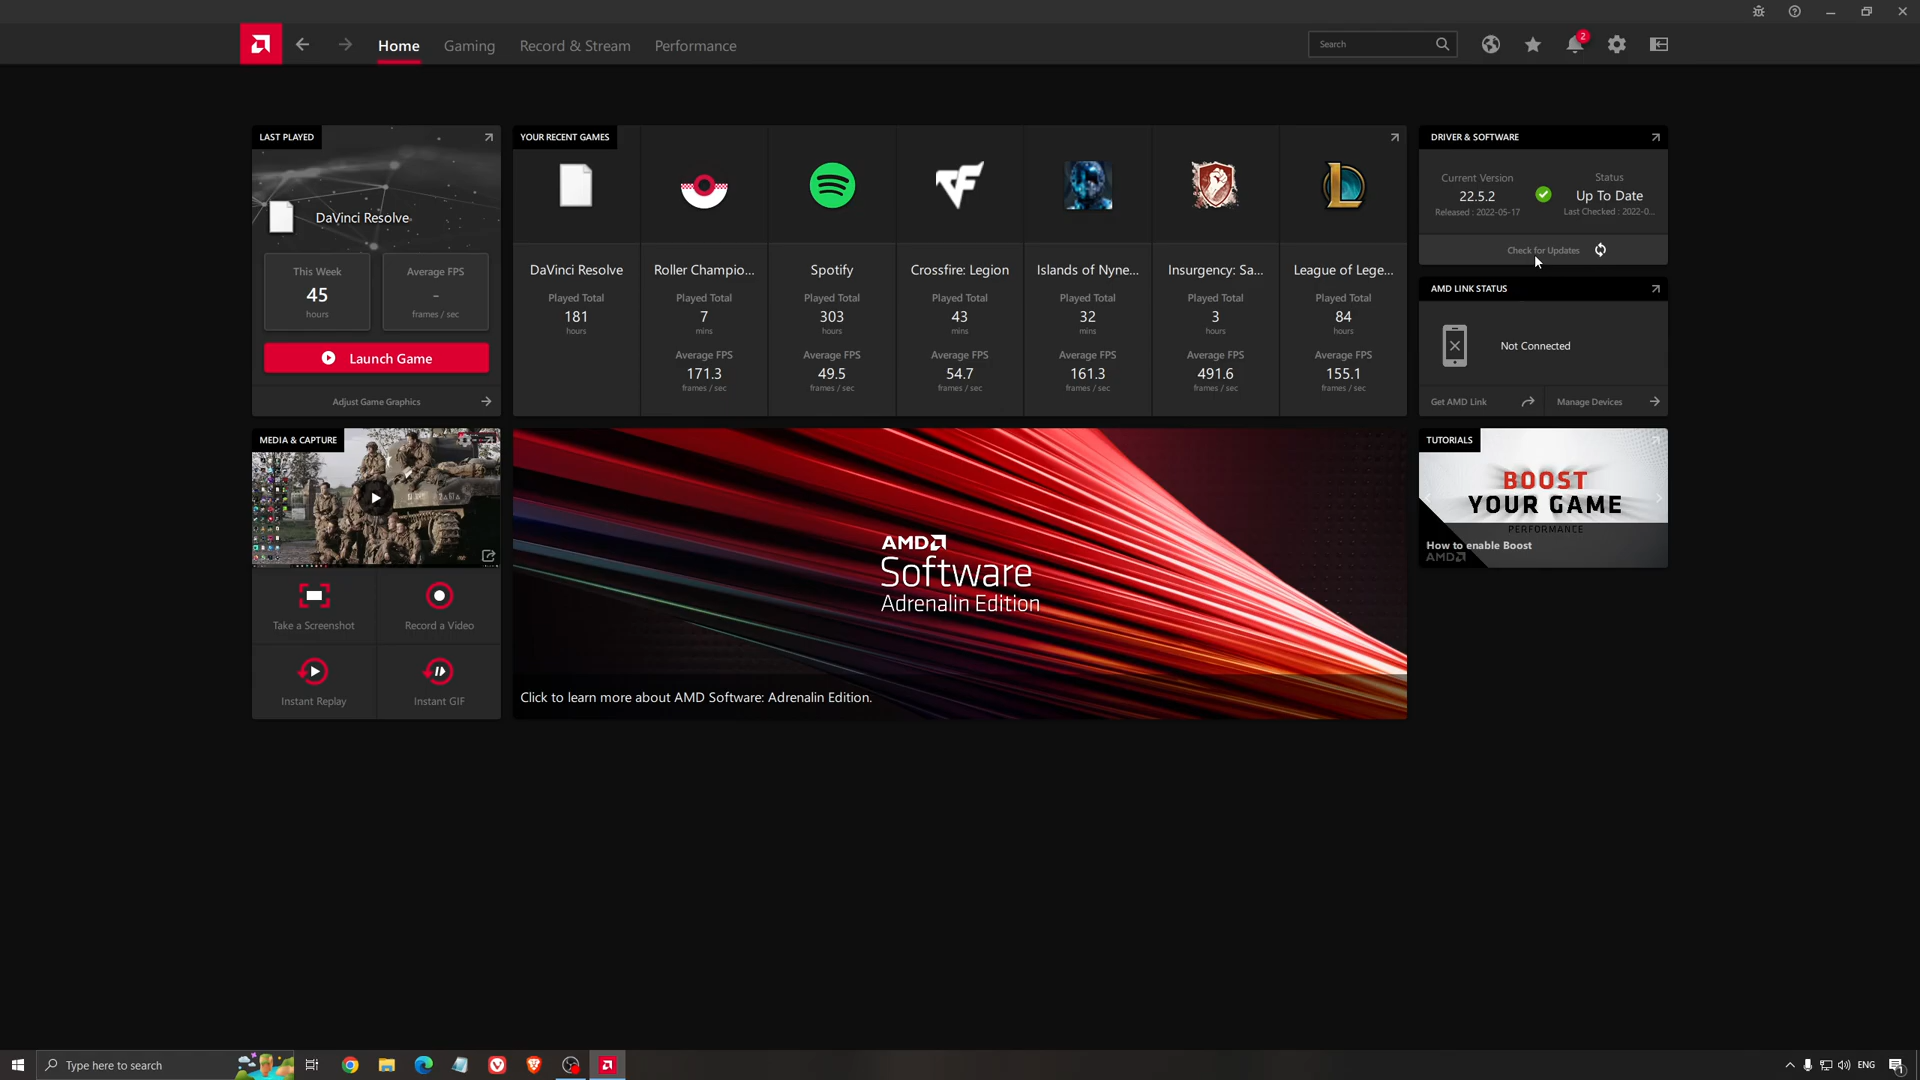 Home
Gaming
Record & Stream
Performance
Search
2
LAST PLAYED
DaVinci Resolve
This Week
45
hours
Average FPS
–
frames / sec
Launch Game
Adjust Game Graphics
YOUR RECENT GAMES
DaVinci Resolve
Played Total
181
hours
Roller Champio...
Played Total
7
mins
Average FPS
171.3
frames / sec
Spotify
Played Total
303
hours
Average FPS
49.5
frames / sec
Crossfire: Legion
Played Total
43
mins
Average FPS
54.7
frames / sec
Islands of Nyne...
Played Total
32
mins
Average FPS
161.3
frames / sec
Insurgency: Sa...
Played Total
3
hours
Average FPS
491.6
frames / sec
League of Lege...
Played Total
84
hours
Average FPS
155.1
frames / sec
DRIVER & SOFTWARE
Current Version
22.5.2
Released : 2022-05-17
Status
Up To Date
Last Checked : 2022-0...
Check for Updates
AMD LINK STATUS
Not Connected
Get AMD Link
Manage Devices
MEDIA & CAPTURE
Take a Screenshot
Record a Video
Instant Replay
Instant GIF
AMD
Software
Adrenalin Edition
Click to learn more about AMD Software: Adrenalin Edition.
TUTORIALS
BOOST
YOUR GAME
PERFORMANCE
How to enable Boost
AMD
Type here to search
ENG
1